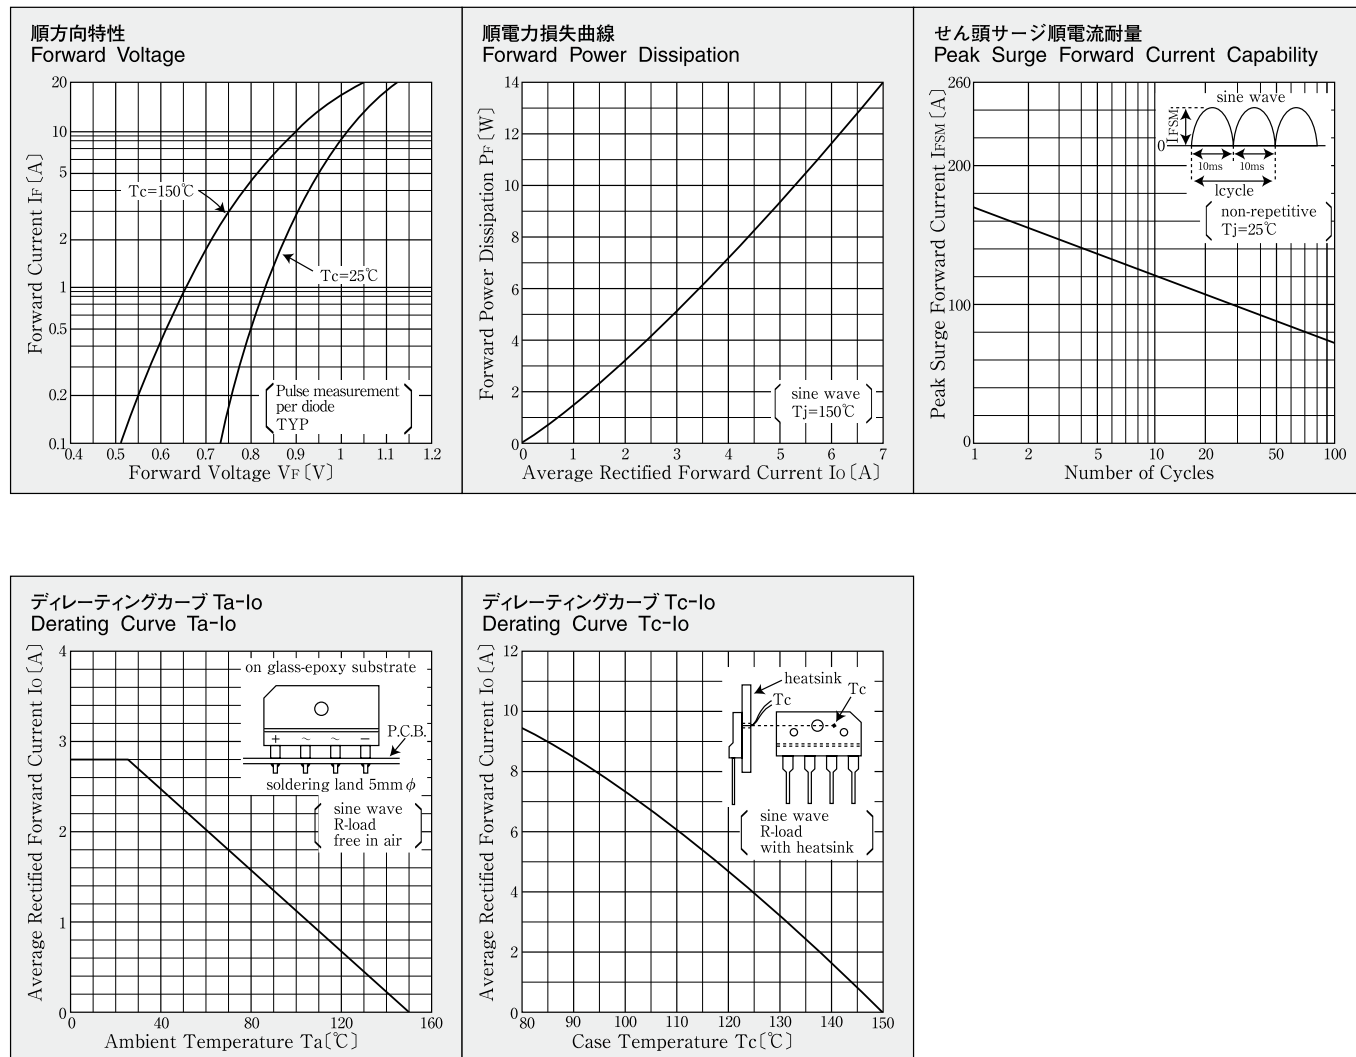 順方向特性
Forward Voltage
Forward Current IF〔A〕
20
10
5
2
1
0.5
0.2
0.1
Tc=150℃
Tc=25℃
Pulse measurement
per diode
TYP
0.4 0.5 0.6 0.7 0.8 0.9 1 1.1 1.2
Forward Voltage VF〔V〕
順電力損失曲線
Forward Power Dissipation
Forward Power Dissipation PF〔W〕
14
12
10
8
6
4
2
0
sine wave
Tj=150℃
0 1 2 3 4 5 6 7
Average Rectified Forward Current IO〔A〕
せん頭サージ順電流耐量
Peak Surge Forward Current Capability
Peak Surge Forward Current IFSM〔A〕
260
200
100
0
sine wave
IFSM
0
10ms 10ms
1cycle
non-repetitive
Tj=25℃
1 2 5 10 20 50 100
Number of Cycles
ディレーティングカーブ Ta-Io
Derating Curve Ta-Io
Average Rectified Forward Current IO〔A〕
4
3
2
1
0
on glass-epoxy substrate
+ ~ ~ −
P.C.B.
soldering land 5mmφ
sine wave
R-load
free in air
0 40 80 120 160
Ambient Temperature Ta〔℃〕
ディレーティングカーブ Tc-Io
Derating Curve Tc-Io
Average Rectified Forward Current IO〔A〕
12
10
8
6
4
2
0
heatsink
Tc
Tc
sine wave
R-load
with heatsink
80 90 100 110 120 130 140 150
Case Temperature Tc〔℃〕